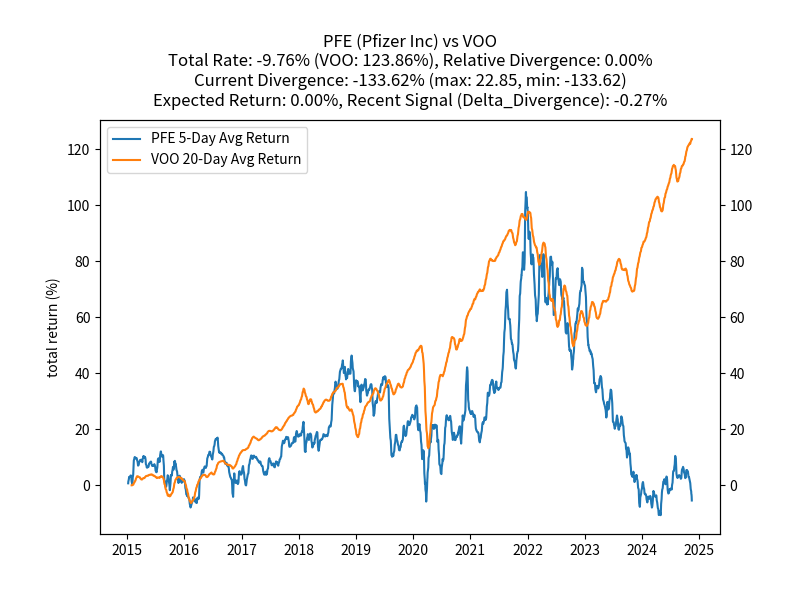 PFE (Pfizer Inc) vs VOO
Total Rate: -9.76% (VOO: 123.86%), Relative Divergence: 0.00%
Current Divergence: -133.62% (max: 22.85, min: -133.62)
Expected Return: 0.00%, Recent Signal (Delta_Divergence): -0.27%
PFE 5-Day Avg Return
VOO 20-Day Avg Return
total return (%)
120
100
80
60
40
20
0
120
100
80
60
40
20
0
2015 2016 2017 2018 2019 2020 2021 2022 2023 2024 2025